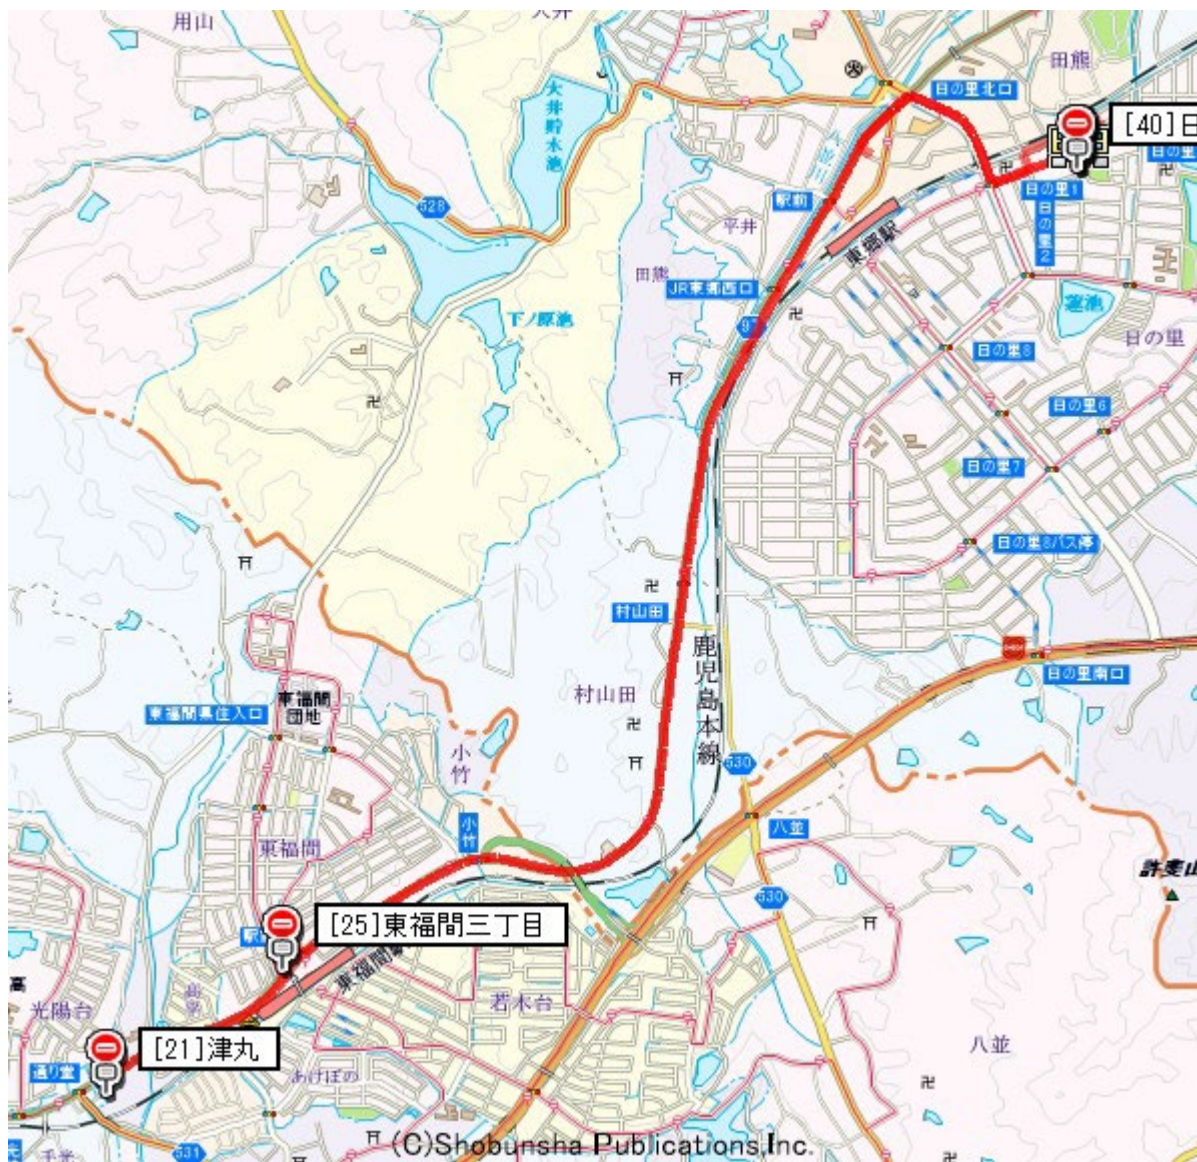 用山
大井
田熊
日の里北口
[40]日
大井貯水池
528
駅前
日の里1
日の里2
平井
東郷駅
田熊
JR東郷西口
97
蓮池
下ノ原池
日の里8
日の里
日の里6
日の里7
日の里8バス停
村山田
鹿児島本線
日の里南口
村山田
東福間団地
東福間県住入口
小竹
530
小竹
八並
東福間
許斐山
530
[25]東福間三丁目
東福間駅
高
光陽台
若木台
[21]津丸
八並
通り堂
あけぼの
531
(C)Shobunsha Publications,Inc.